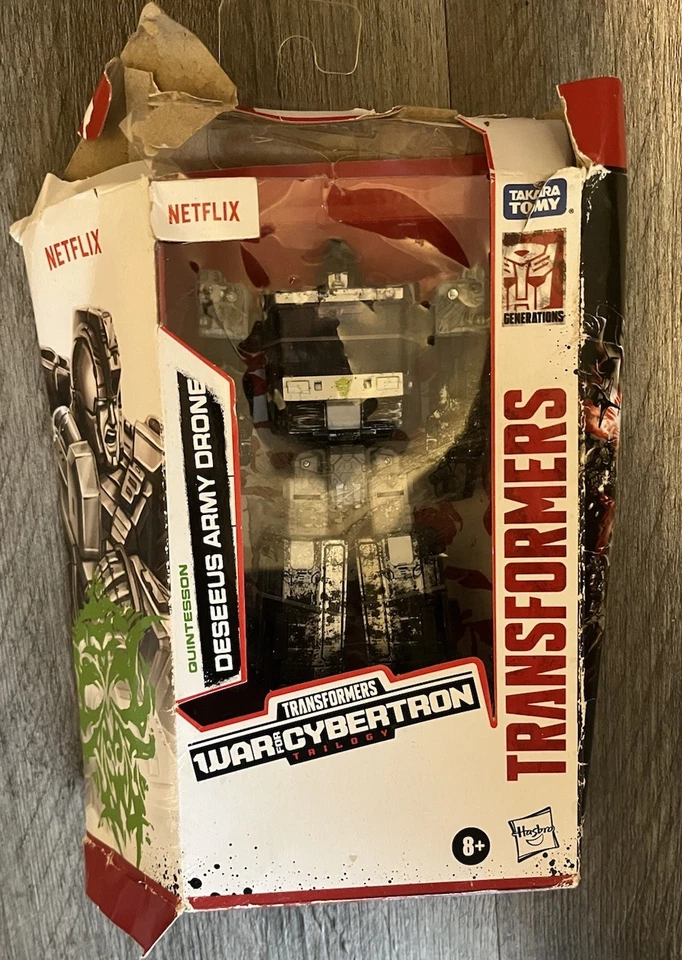 NETFLIX
NETFLIX
TAKARA
TOMY®
GENERATIONS
TRANSFORMERS
QUINTESSON
DESEEUS ARMY DRONE
TRANSFORMERS
WAR FOR CYBERTRON
TRILOGY
8+
Hasbro